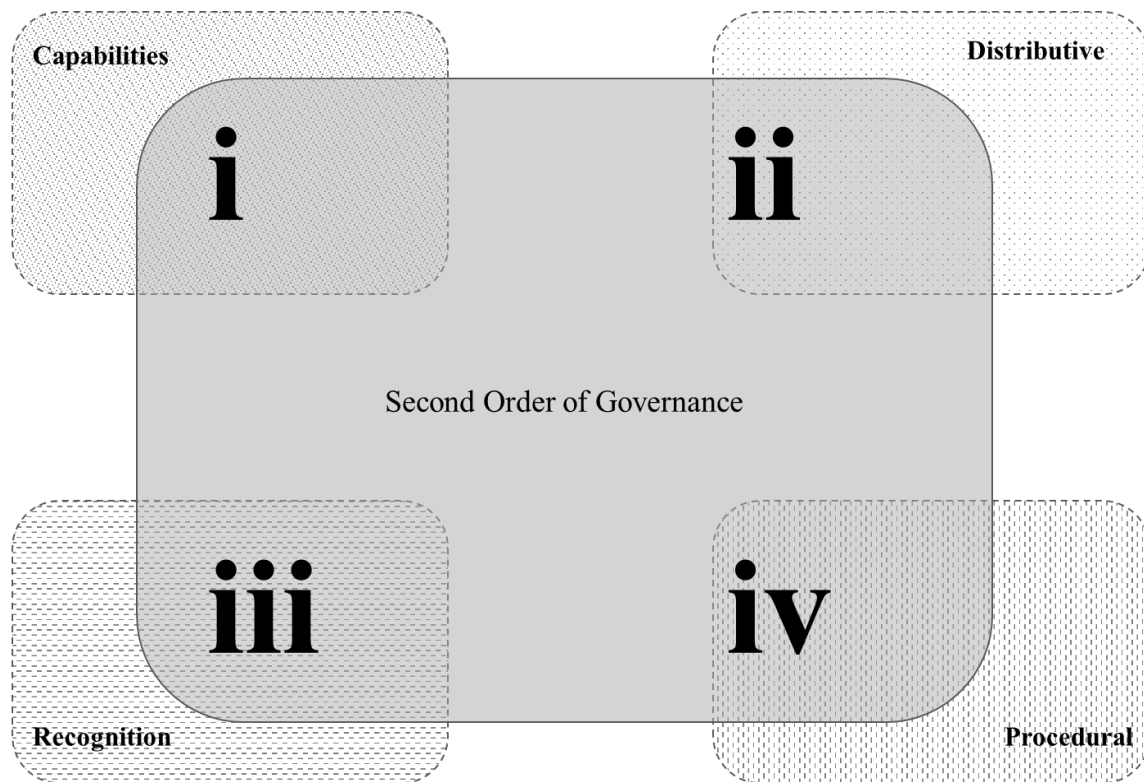 Capabilities
Distributive
i
ii
Second Order of Governance
iii
iv
Recognition
Procedural